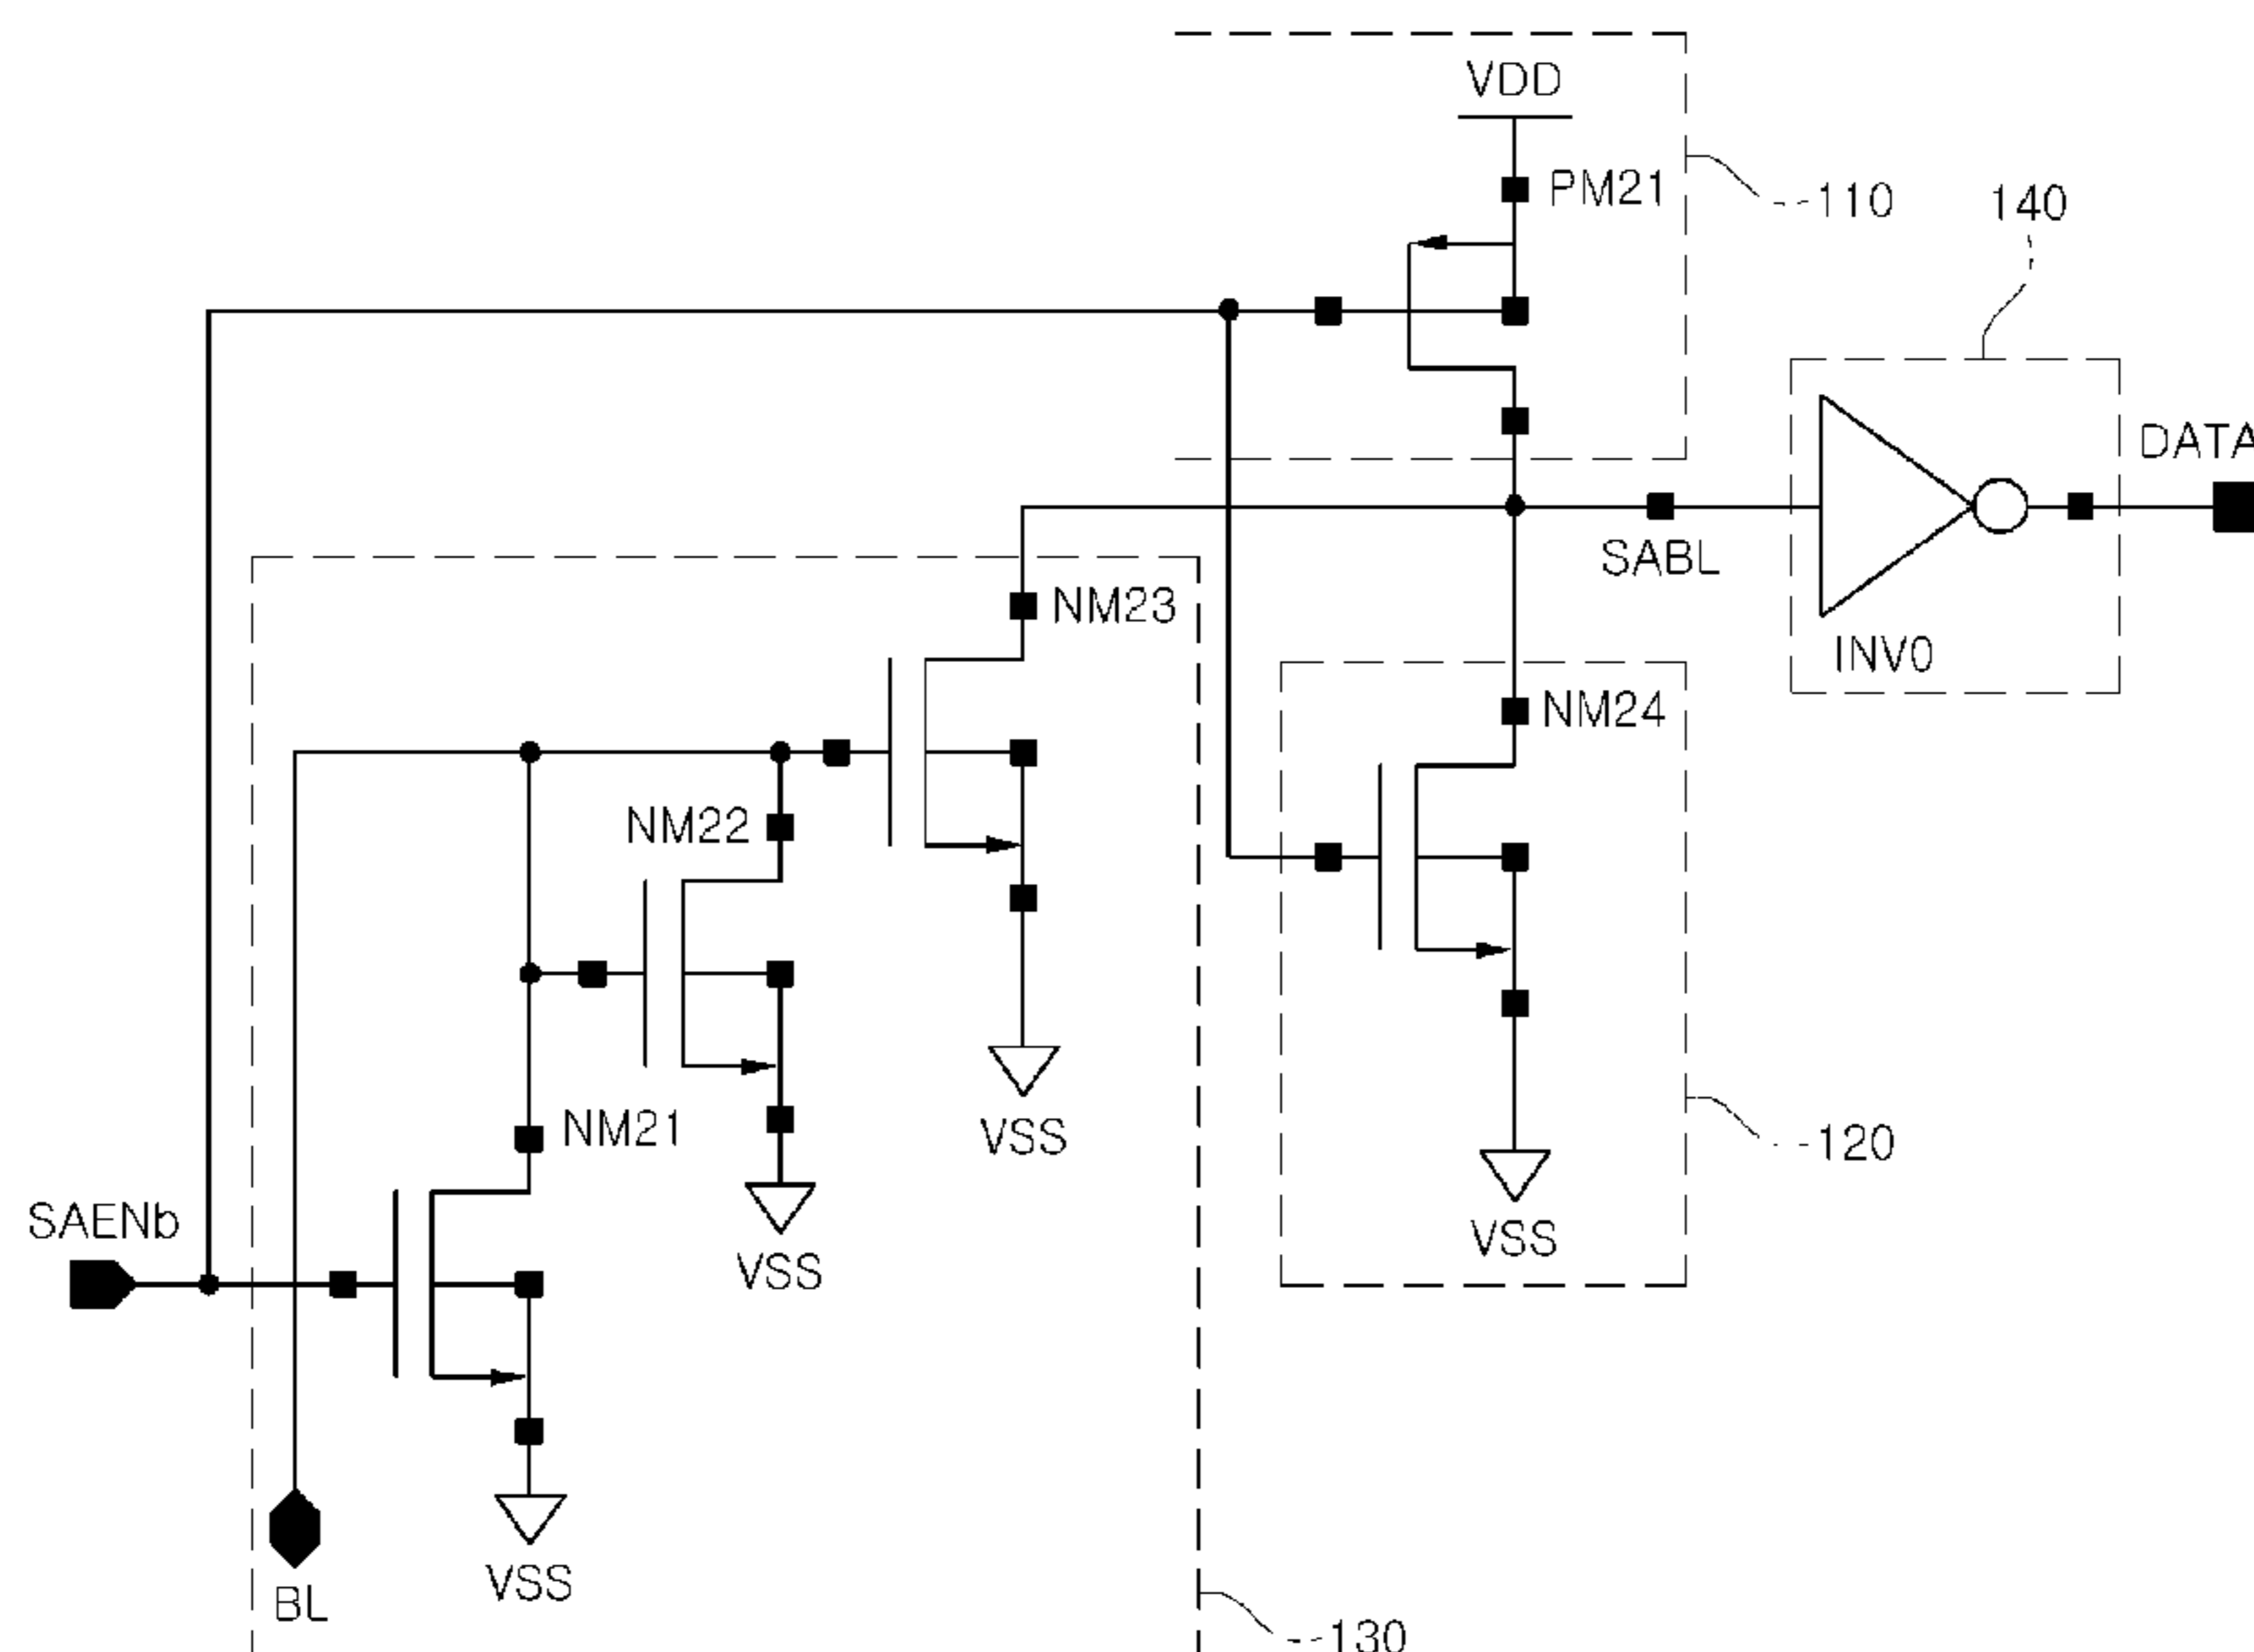 VDD
PM21
110
140
DATA
SABL
INV0
NM23
NM24
NM22
NM21
VSS
120
SAENb
VSS
VSS
VSS
BL
130